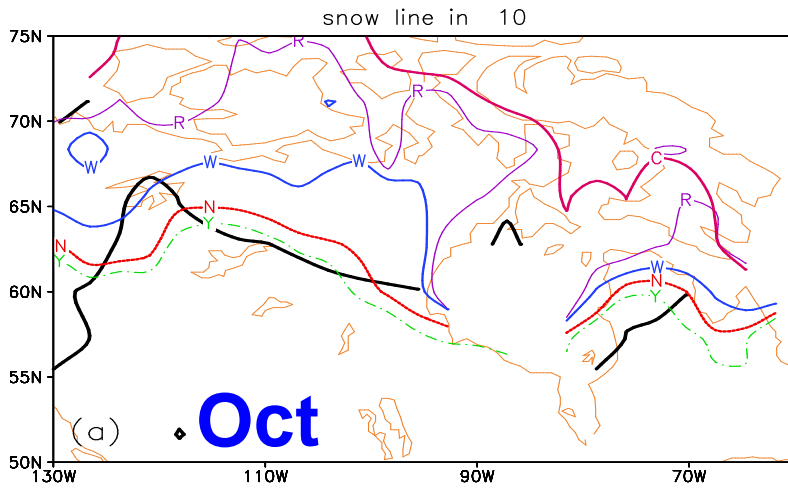 snow line in 10
75N
R
R
R
70N
W
W
W
C
65N
R
N
Y
N
Y
W
N
Y
60N
55N
(a)
Oct
50N
130W 110W 90W 70W